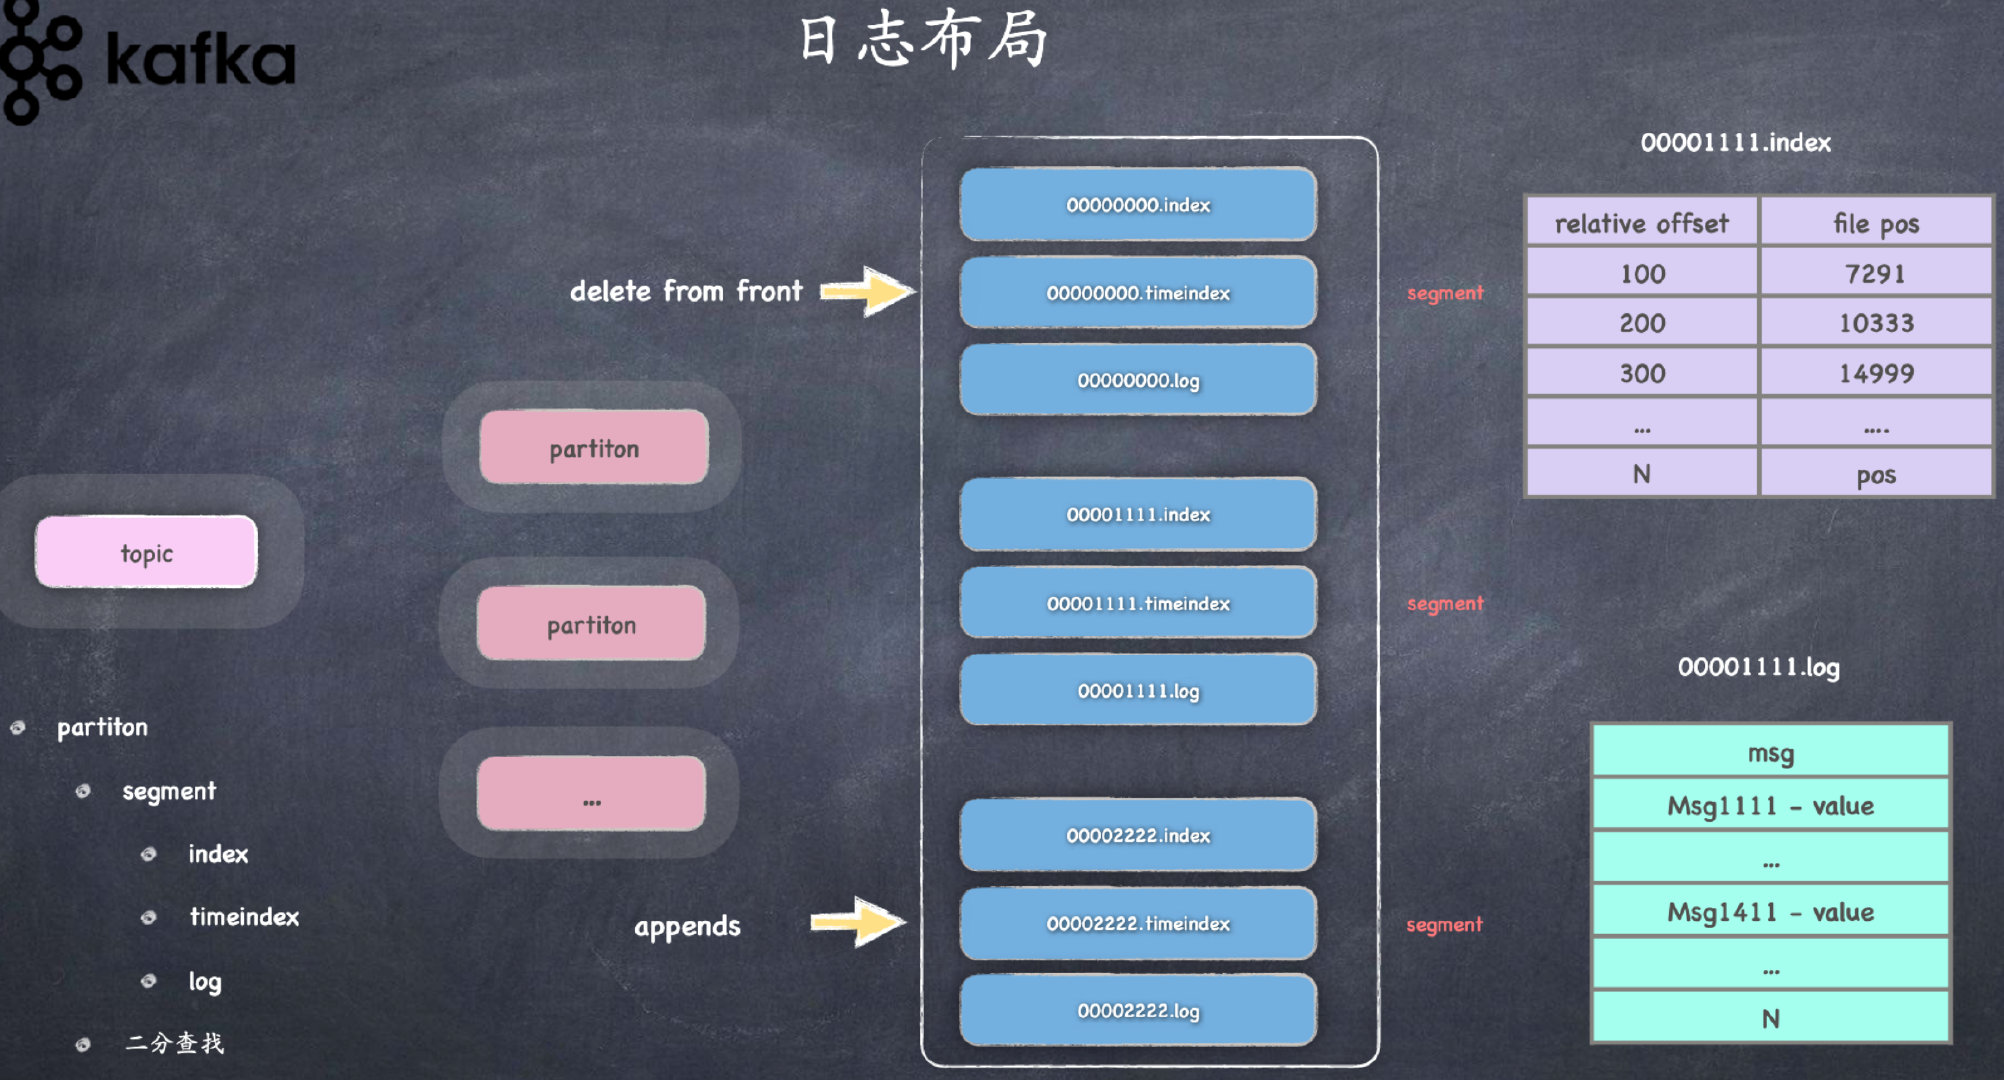 kafka
日志布局
delete from front
topic
partiton
partiton
...
appends
partiton
segment
index
timeindex
log
二分查找
00000000.index
00000000.timeindex
00000000.log
segment
00001111.index
00001111.timeindex
00001111.log
segment
00002222.index
00002222.timeindex
00002222.log
segment
00001111.index
relative offset file pos
100 7291
200 10333
300 14999
... ....
N pos
00001111.log
msg
Msg1111 - value
...
Msg1411 - value
...
N